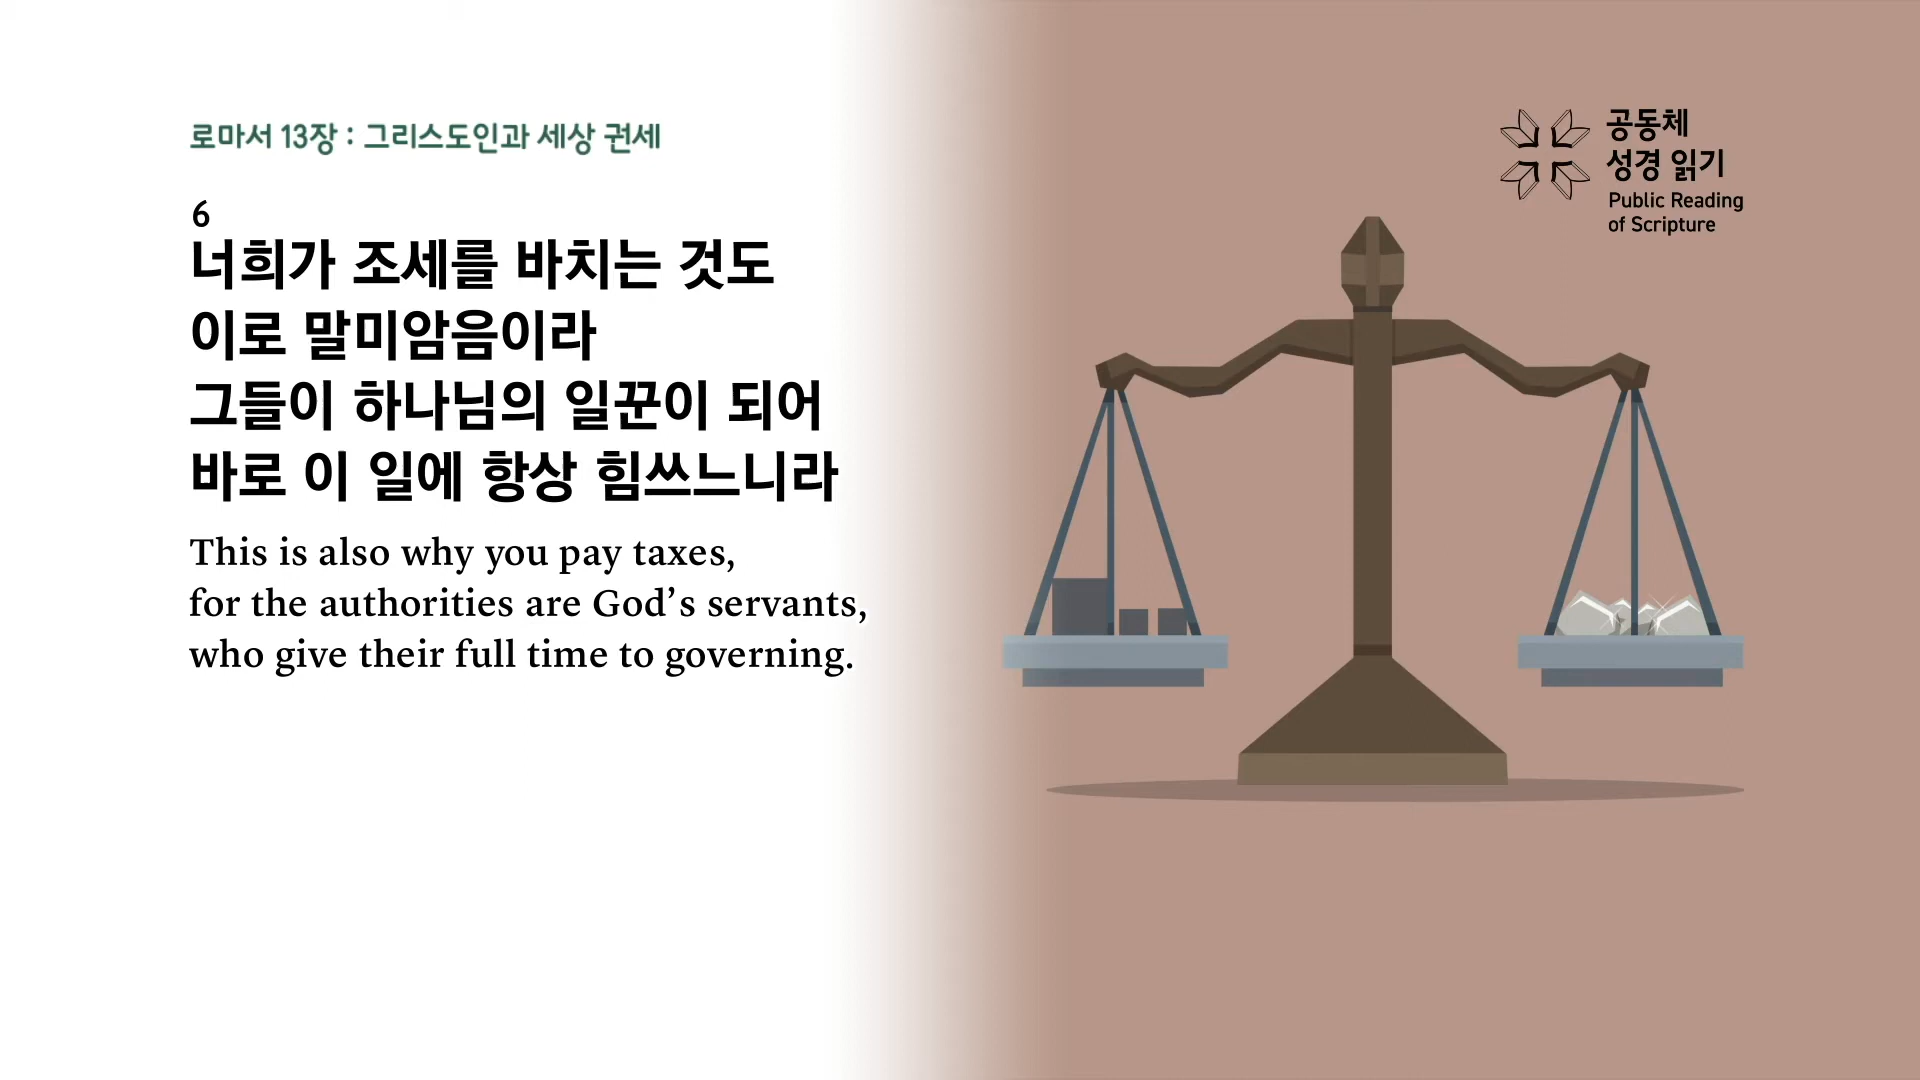 로마서 13장 : 그리스도인과 세상 권세
6
너희가 조세를 바치는 것도
이로 말미암음이라
그들이 하나님의 일꾼이 되어
바로 이 일에 항상 힘쓰느니라
This is also why you pay taxes,
for the authorities are God’s servants,
who give their full time to governing.
공동체
성경 읽기
Public Reading
of Scripture